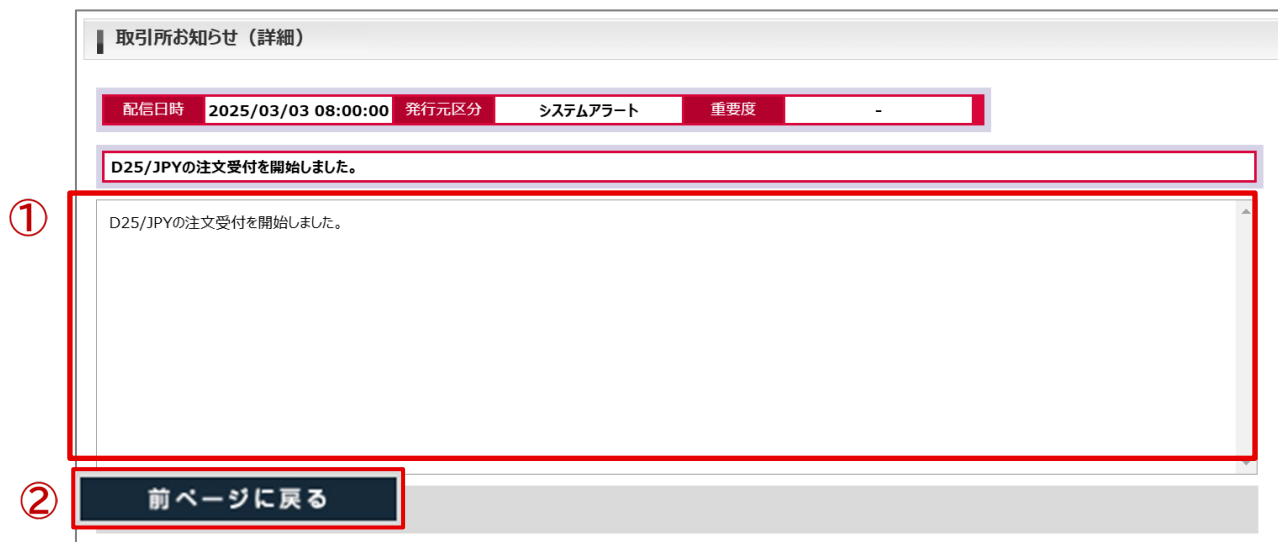 取引所お知らせ（詳細）
配信日時 2025/03/03 08:00:00 発行元区分 システムアラート 重要度 -
D25/JPYの注文受付を開始しました。
①
D25/JPYの注文受付を開始しました。
②
前ページに戻る